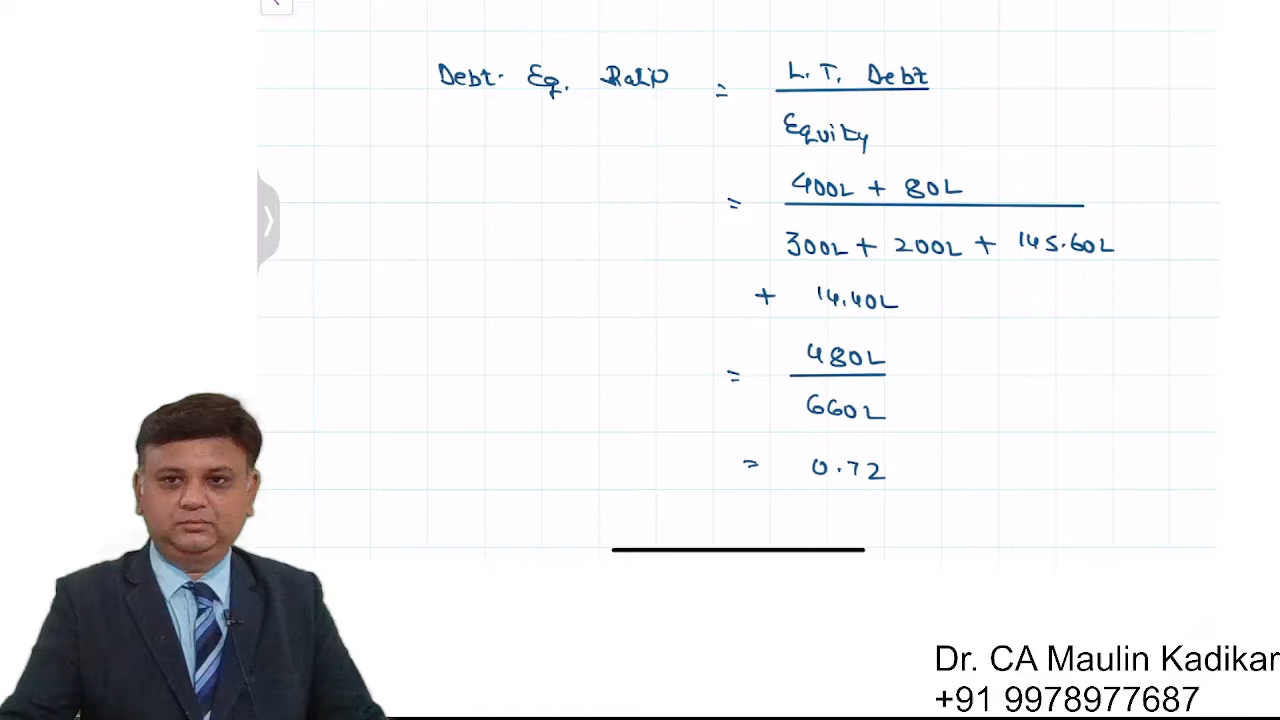 Debt. Eq. Ratio = L.T. Debt
Equity
= 400L + 80L
300L + 200L + 145.60L
+ 14.40L
= 480L
660L
= 0.72
Dr. CA Maulin Kadikar
+91 9978977687